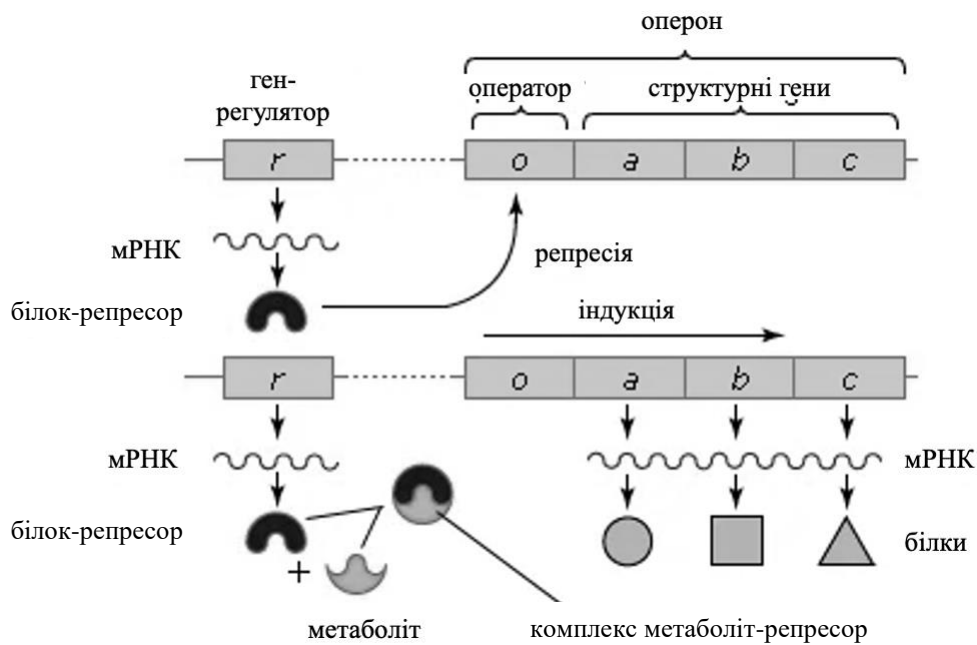 оперон
ген-
регулятор
оператор
структурні гени
r
o
a
b
c
мРНК
репресія
білок-репресор
індукція
r
o
a
b
c
мРНК
мРНК
білок-репресор
білки
+
метаболіт
комплекс метаболіт-репресор